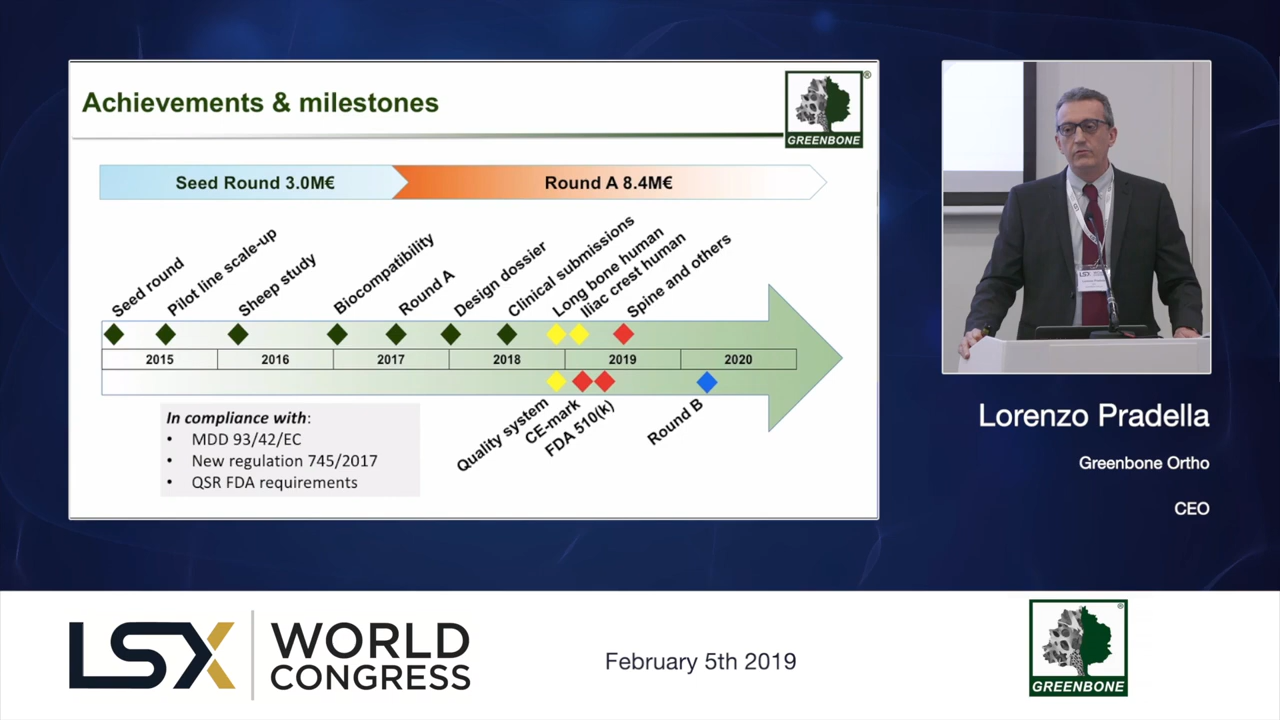 Achievements & milestones
®
GREENBONE
Seed Round 3.0M€
Round A 8.4M€
Seed round
Pilot line scale-up
Sheep study
Biocompatibility
Round A
Design dossier
Clinical submissions
Long bone human
Iliac crest human
Spine and others
2015
2016
2017
2018
2019
2020
Quality system
CE-mark
FDA 510(k)
Round B
In compliance with:
• MDD 93/42/EC
• New regulation 745/2017
• QSR FDA requirements
Lorenzo Pradella
Greenbone Ortho
CEO
LSX
WORLD
CONGRESS
February 5th 2019
®
GREENBONE